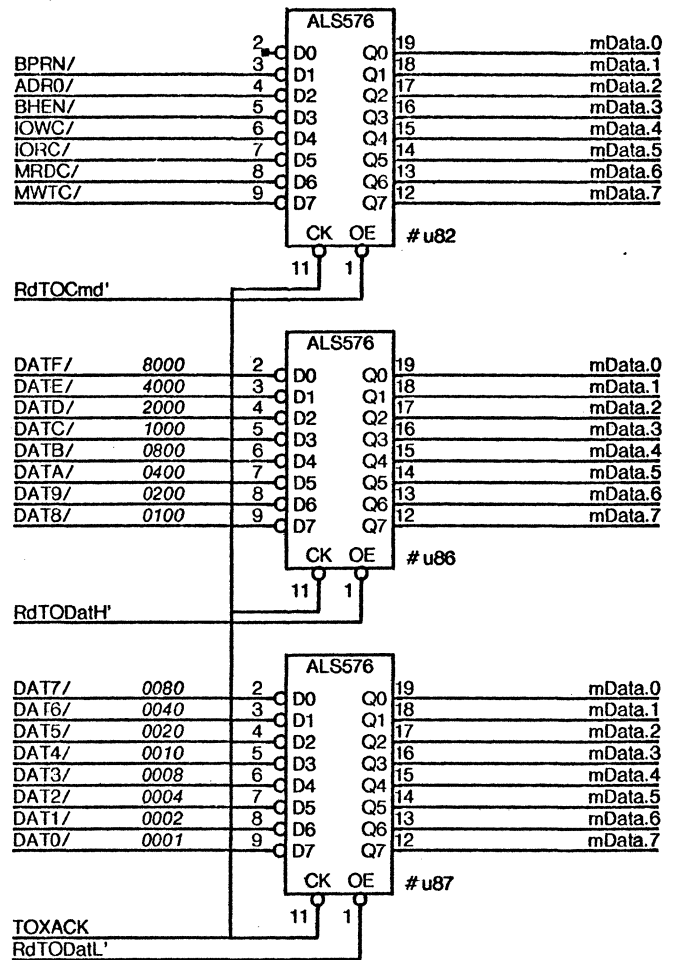 ALS576
2 D0 Q0 19 mData.0
BPRN/ 3 D1 Q1 18 mData.1
ADR0/ 4 D2 Q2 17 mData.2
BHEN/ 5 D3 Q3 16 mData.3
IOWC/ 6 D4 Q4 15 mData.4
IORC/ 7 D5 Q5 14 mData.5
MRDC/ 8 D6 Q6 13 mData.6
MWTC/ 9 D7 Q7 12 mData.7
CK OE #u82
11 1
RdTOCmd'
ALS576
DATF/ 8000 2 D0 Q0 19 mData.0
DATE/ 4000 3 D1 Q1 18 mData.1
DATD/ 2000 4 D2 Q2 17 mData.2
DATC/ 1000 5 D3 Q3 16 mData.3
DATB/ 0800 6 D4 Q4 15 mData.4
DATA/ 0400 7 D5 Q5 14 mData.5
DAT9/ 0200 8 D6 Q6 13 mData.6
DAT8/ 0100 9 D7 Q7 12 mData.7
CK OE #u86
11 1
RdTODatH'
ALS576
DAT7/ 0080 2 D0 Q0 19 mData.0
DAT6/ 0040 3 D1 Q1 18 mData.1
DAT5/ 0020 4 D2 Q2 17 mData.2
DAT4/ 0010 5 D3 Q3 16 mData.3
DAT3/ 0008 6 D4 Q4 15 mData.4
DAT2/ 0004 7 D5 Q5 14 mData.5
DAT1/ 0002 8 D6 Q6 13 mData.6
DAT0/ 0001 9 D7 Q7 12 mData.7
CK OE #u87
11 1
TOXACK
RdTODatL'